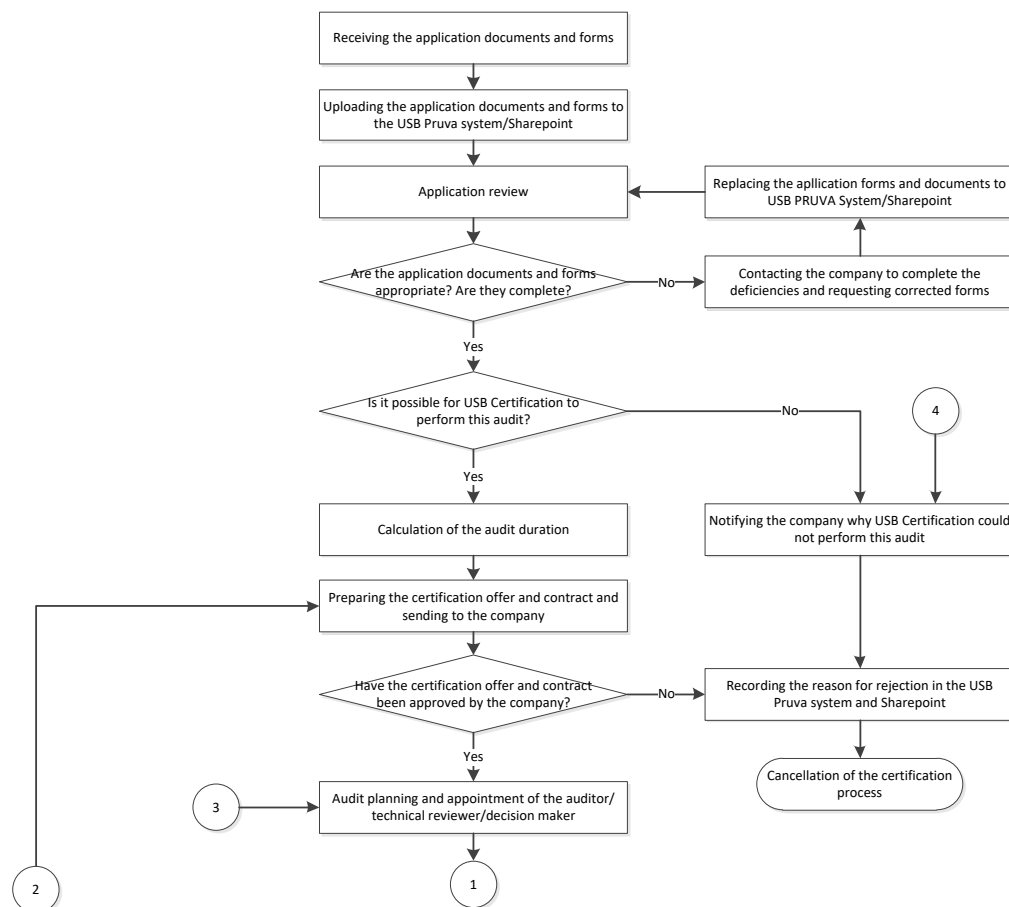 Receiving the application documents and forms
Uploading the application documents and forms to
the USB Pruva system/Sharepoint
Application review
Replacing the apllication forms and documents to
USB PRUVA System/Sharepoint
Are the application documents and forms
appropriate? Are they complete?
No
Contacting the company to complete the
deficiencies and requesting corrected forms
Yes
Is it possible for USB Certification to
perform this audit?
No
4
Yes
Calculation of the audit duration
Notifying the company why USB Certification could
not perform this audit
Preparing the certification offer and contract and
sending to the company
Have the certification offer and contract
been approved by the company?
No
Recording the reason for rejection in the USB
Pruva system and Sharepoint
Yes
Cancellation of the certification
process
3
Audit planning and appointment of the auditor/
technical reviewer/decision maker
2
1